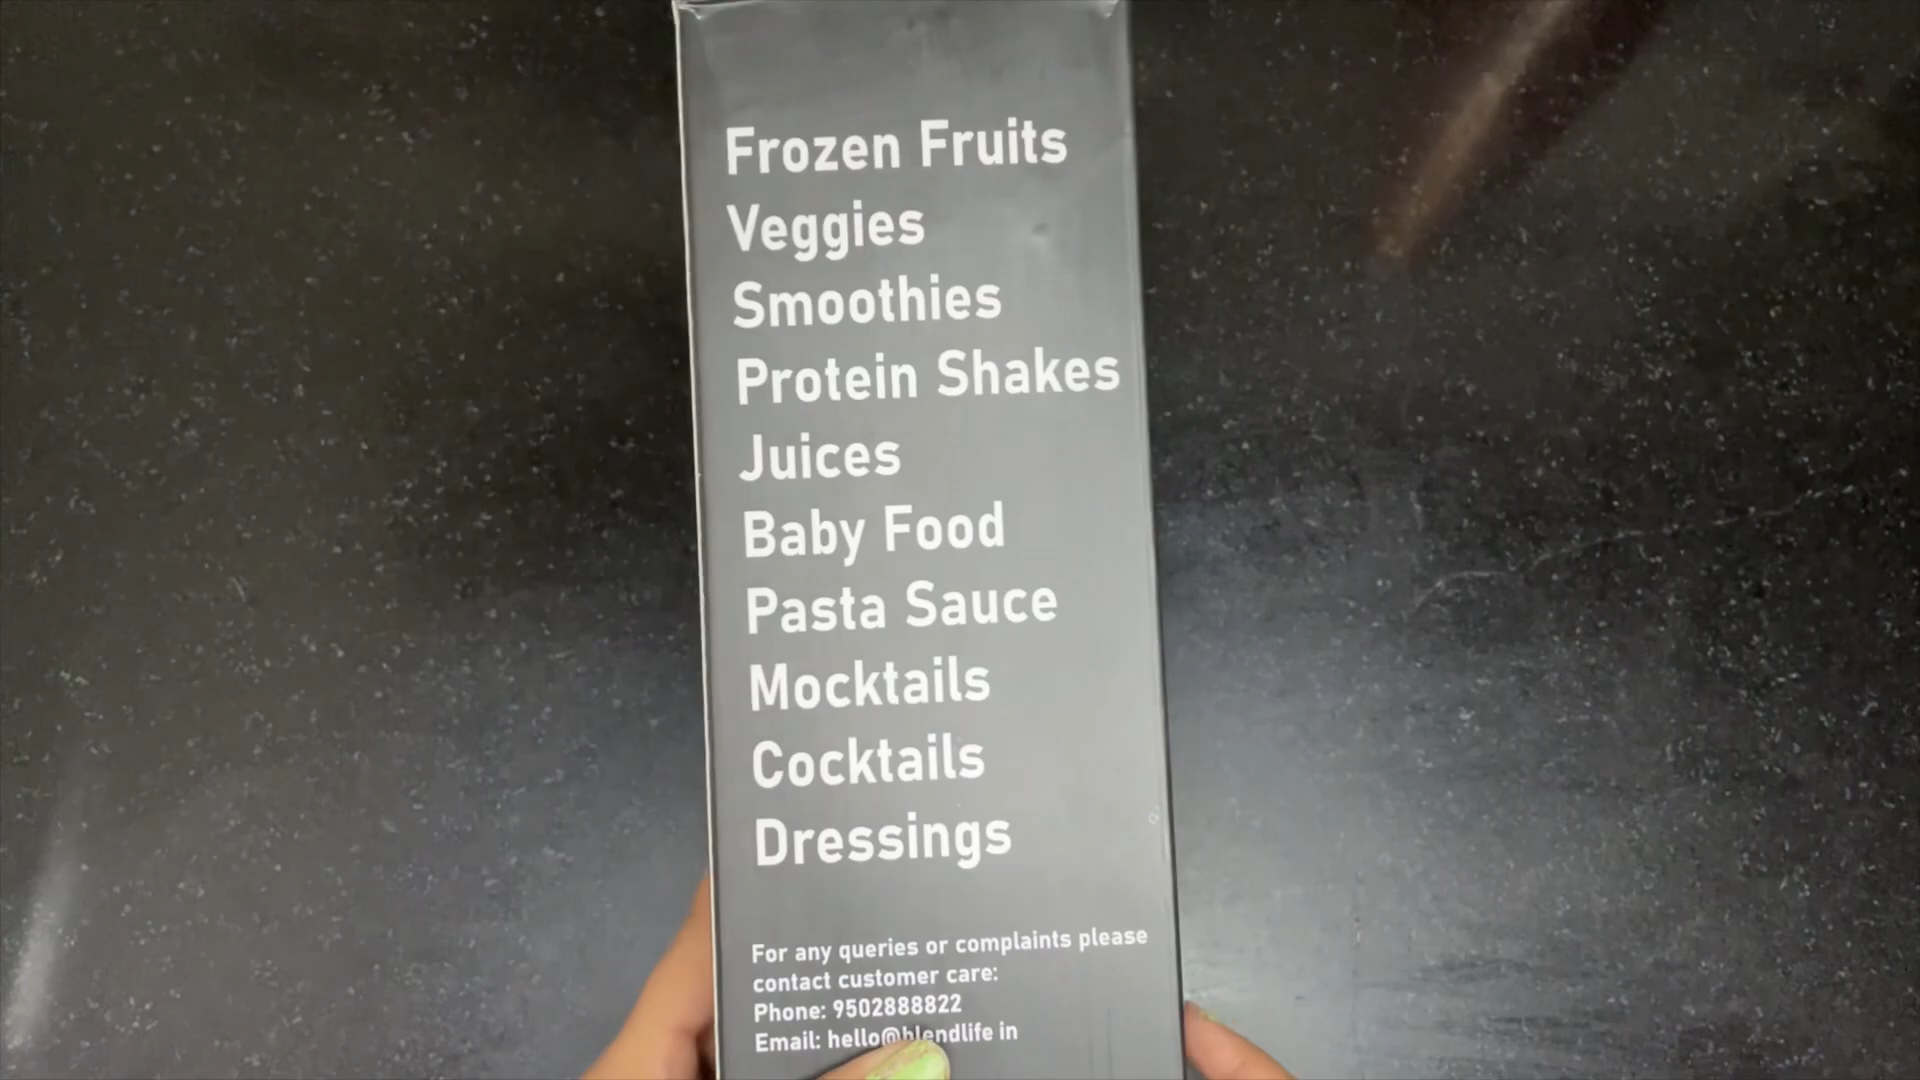 Frozen Fruits
Veggies
Smoothies
Protein Shakes
Juices
Baby Food
Pasta Sauce
Mocktails
Cocktails
Dressings
For any queries or complaints please
contact customer care:
Phone: 9502888822
Email: hello@blendlife in